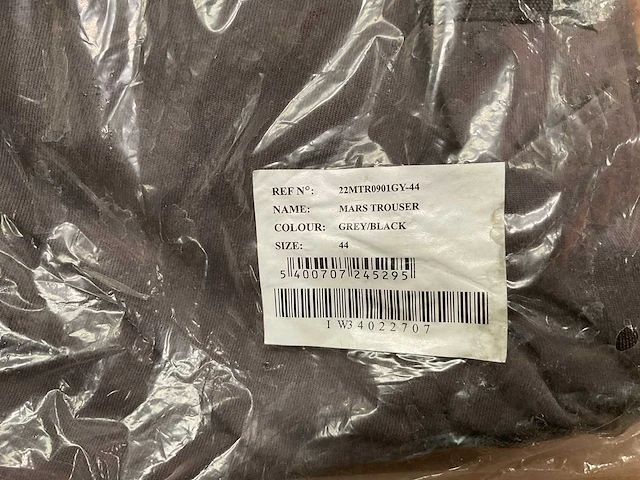 REF N°: 22MTR0901GY-44
NAME: MARS TROUSER
COLOUR: GREY/BLACK
SIZE: 44
5 400707 245295
I W34022707